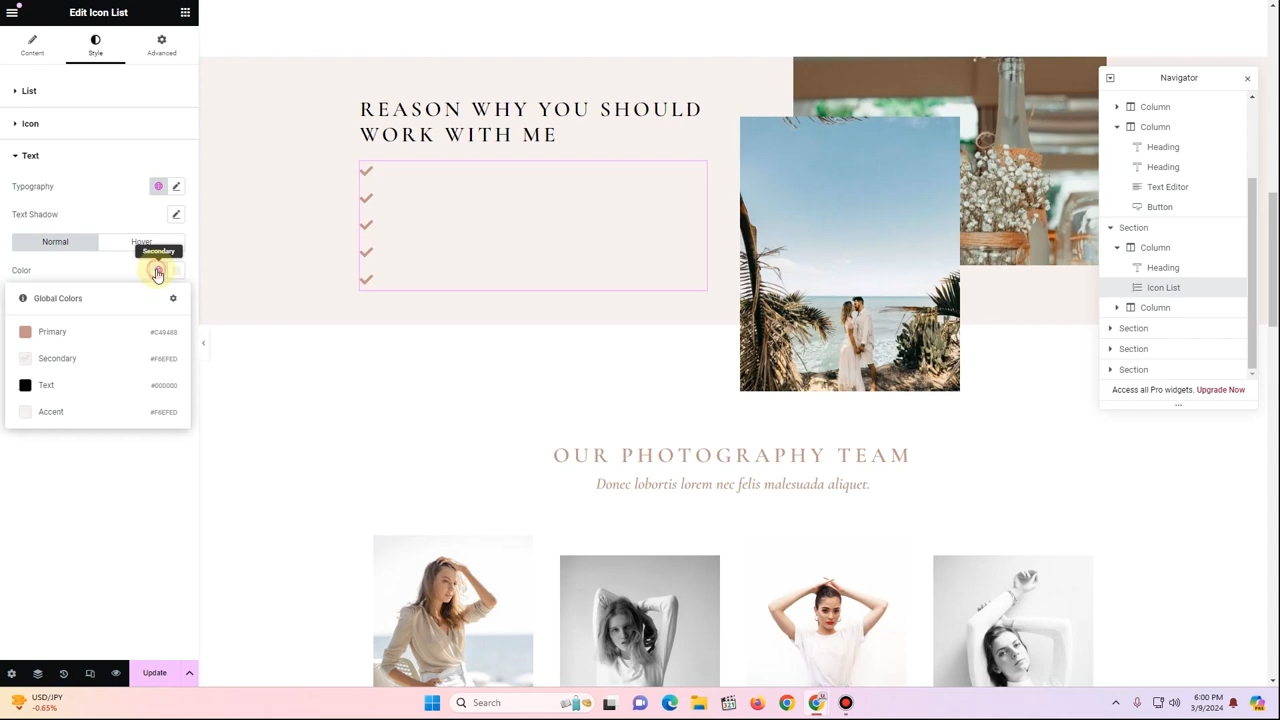 Edit Icon List
Content
Style
Advanced
List
Icon
Text
Typography
Text Shadow
Normal
Hover
Secondary
Color
Global Colors
Primary
#C49488
Secondary
#F6EFED
Text
#000000
Accent
#F6EFED
Update
REASON WHY YOU SHOULD
WORK WITH ME
OUR PHOTOGRAPHY TEAM
Donec lobortis lorem nec felis malesuada aliquet.
Navigator
Column
Column
Heading
Heading
Text Editor
Button
Section
Column
Heading
Icon List
Column
Section
Section
Section
Access all Pro widgets. Upgrade Now
USD/JPY
-0.65%
Search
6:00 PM
3/9/2024